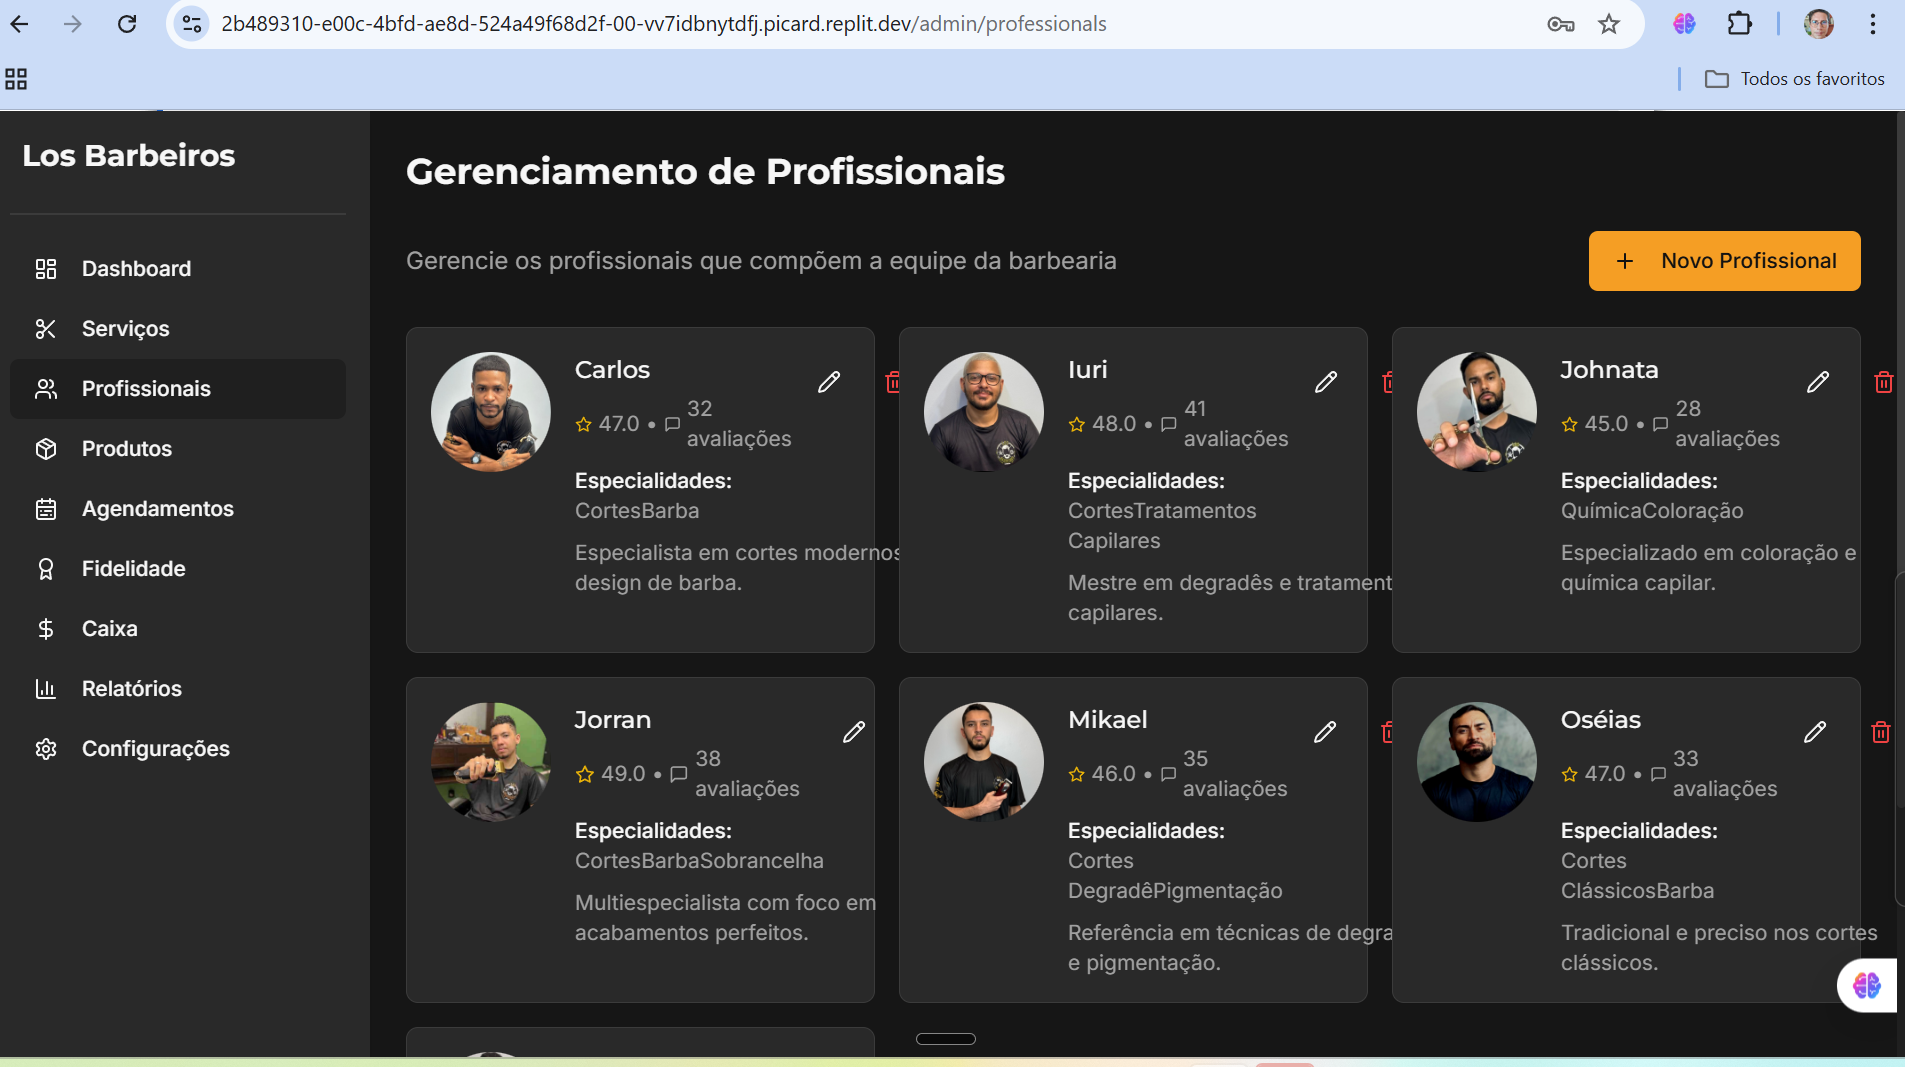 2b489310-e00c-4bfd-ae8d-524a49f68d2f-00-vv7idbnytdfj.picard.replit.dev/admin/professionals
Todos os favoritos
Los Barbeiros
Dashboard
Serviços
Profissionais
Produtos
Agendamentos
Fidelidade
Caixa
Relatórios
Configurações
Gerenciamento de Profissionais
Gerencie os profissionais que compõem a equipe da barbearia
+ Novo Profissional
Carlos
47.0 • 32
avaliações
Especialidades:
CortesBarba
Especialista em cortes modernos
design de barba.
Iuri
48.0 • 41
avaliações
Especialidades:
CortesTratamentos
Capilares
Mestre em degradês e tratament
capilares.
Johnata
45.0 • 28
avaliações
Especialidades:
QuímicaColoração
Especializado em coloração e
química capilar.
Jorran
49.0 • 38
avaliações
Especialidades:
CortesBarbaSobrancelha
Multiespecialista com foco em
acabamentos perfeitos.
Mikael
46.0 • 35
avaliações
Especialidades:
Cortes
DegradêPigmentação
Referência em técnicas de degra
e pigmentação.
Oséias
47.0 • 33
avaliações
Especialidades:
Cortes
ClássicosBarba
Tradicional e preciso nos cortes
clássicos.